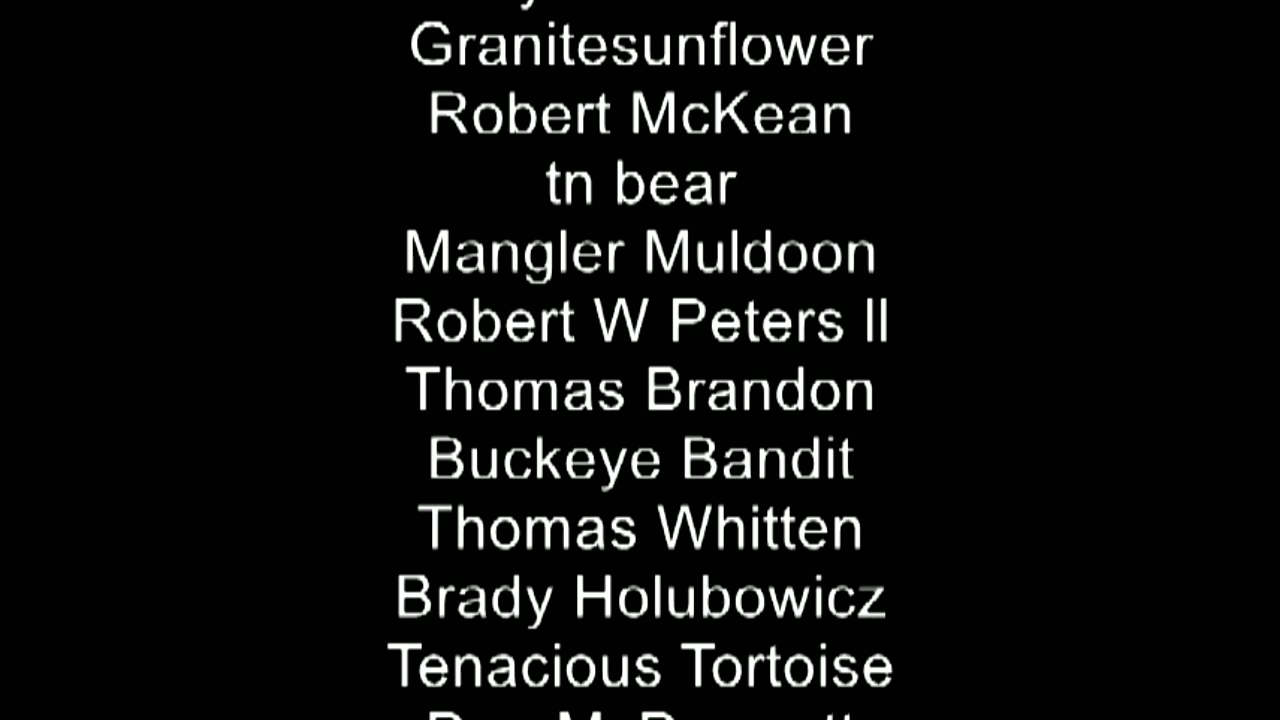 Granitesunflower
Robert McKean
tn bear
Mangler Muldoon
Robert W Peters II
Thomas Brandon
Buckeye Bandit
Thomas Whitten
Brady Holubowicz
Tenacious Tortoise